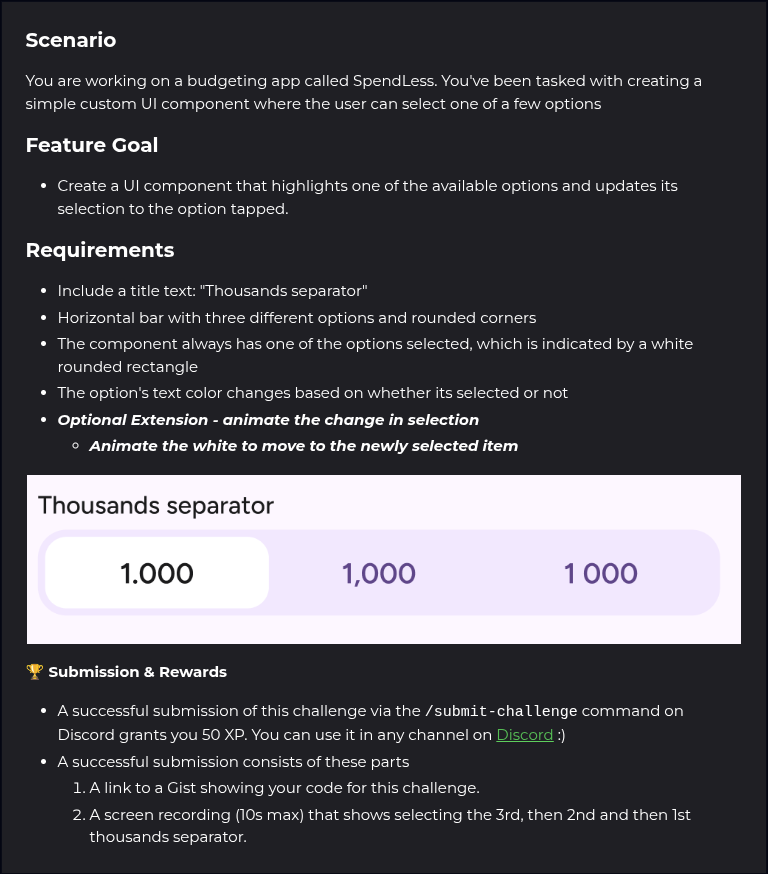 Scenario
You are working on a budgeting app called SpendLess. You've been tasked with creating a
simple custom UI component where the user can select one of a few options
Feature Goal
• Create a UI component that highlights one of the available options and updates its
selection to the option tapped.
Requirements
• Include a title text: "Thousands separator"
• Horizontal bar with three different options and rounded corners
• The component always has one of the options selected, which is indicated by a white
rounded rectangle
• The option's text color changes based on whether its selected or not
• Optional Extension - animate the change in selection
◦ Animate the white to move to the newly selected item
Thousands separator
1.000 1,000 1 000
🏆 Submission & Rewards
• A successful submission of this challenge via the /submit-challenge command on
Discord grants you 50 XP. You can use it in any channel on Discord :)
• A successful submission consists of these parts
1. A link to a Gist showing your code for this challenge.
2. A screen recording (10s max) that shows selecting the 3rd, then 2nd and then 1st
thousands separator.